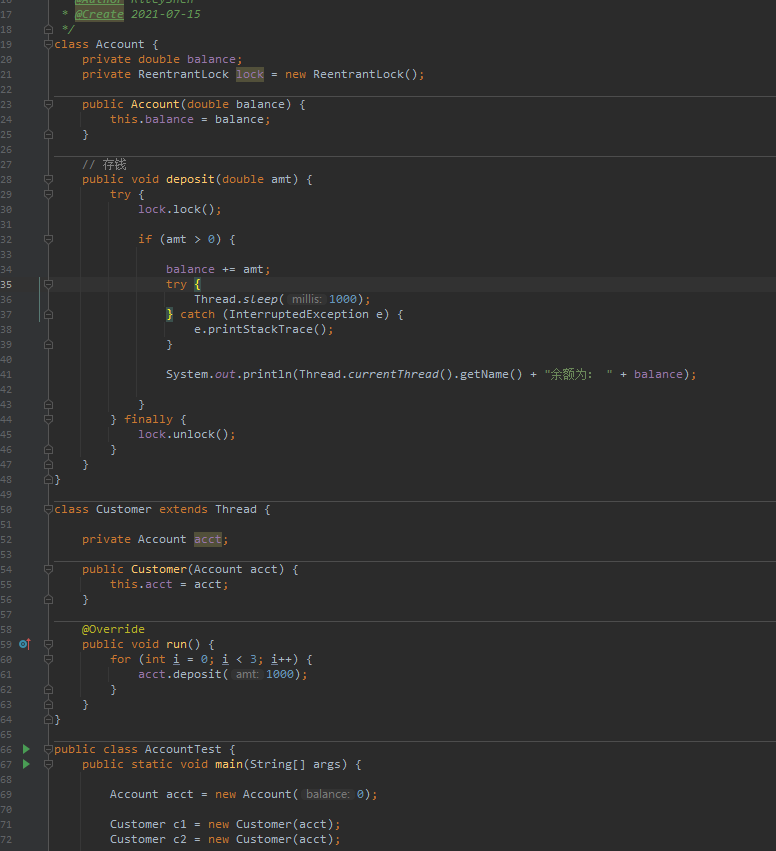 17 * @Create 2021-07-15
18 */
19 class Account {
20 private double balance;
21 private ReentrantLock lock = new ReentrantLock();
22
23 public Account(double balance) {
24 this.balance = balance;
25 }
26
27 // 存钱
28 public void deposit(double amt) {
29 try {
30 lock.lock();
31
32 if (amt > 0) {
33
34 balance += amt;
35 try {
36 Thread.sleep( millis: 1000);
37 } catch (InterruptedException e) {
38 e.printStackTrace();
39 }
40
41 System.out.println(Thread.currentThread().getName() + "余额为: " + balance);
42
43 }
44 } finally {
45 lock.unlock();
46 }
47 }
48 }
49
50 class Customer extends Thread {
51
52 private Account acct;
53
54 public Customer(Account acct) {
55 this.acct = acct;
56 }
57
58 @Override
59 public void run() {
60 for (int i = 0; i < 3; i++) {
61 acct.deposit( amt: 1000);
62 }
63 }
64 }
65
66 public class AccountTest {
67 public static void main(String[] args) {
68
69 Account acct = new Account( balance: 0);
70
71 Customer c1 = new Customer(acct);
72 Customer c2 = new Customer(acct);